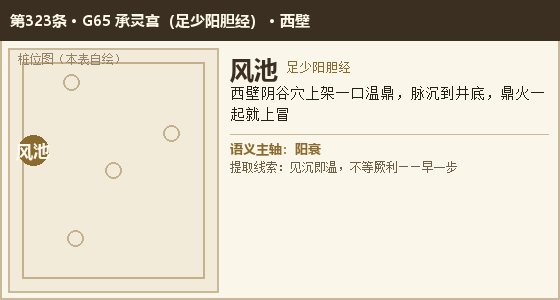 第323条・G65 承灵宫（足少阳胆经）・西壁
桩位图（本表自绘）
风池
风池 足少阳胆经
西壁阴谷穴上架一口温鼎，脉沉到井底，鼎火一
起就上冒
语义主轴：阳衰
提取线索：见沉即温，不等厥利——早一步